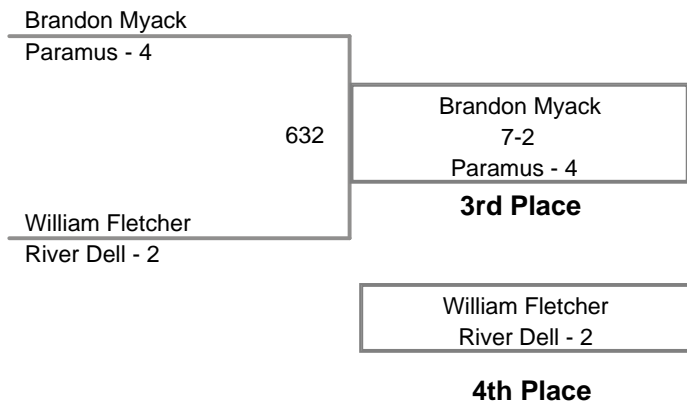 Brandon Myack
Paramus - 4
632
Brandon Myack
7-2
Paramus - 4
3rd Place
William Fletcher
River Dell - 2
William Fletcher
River Dell - 2
4th Place